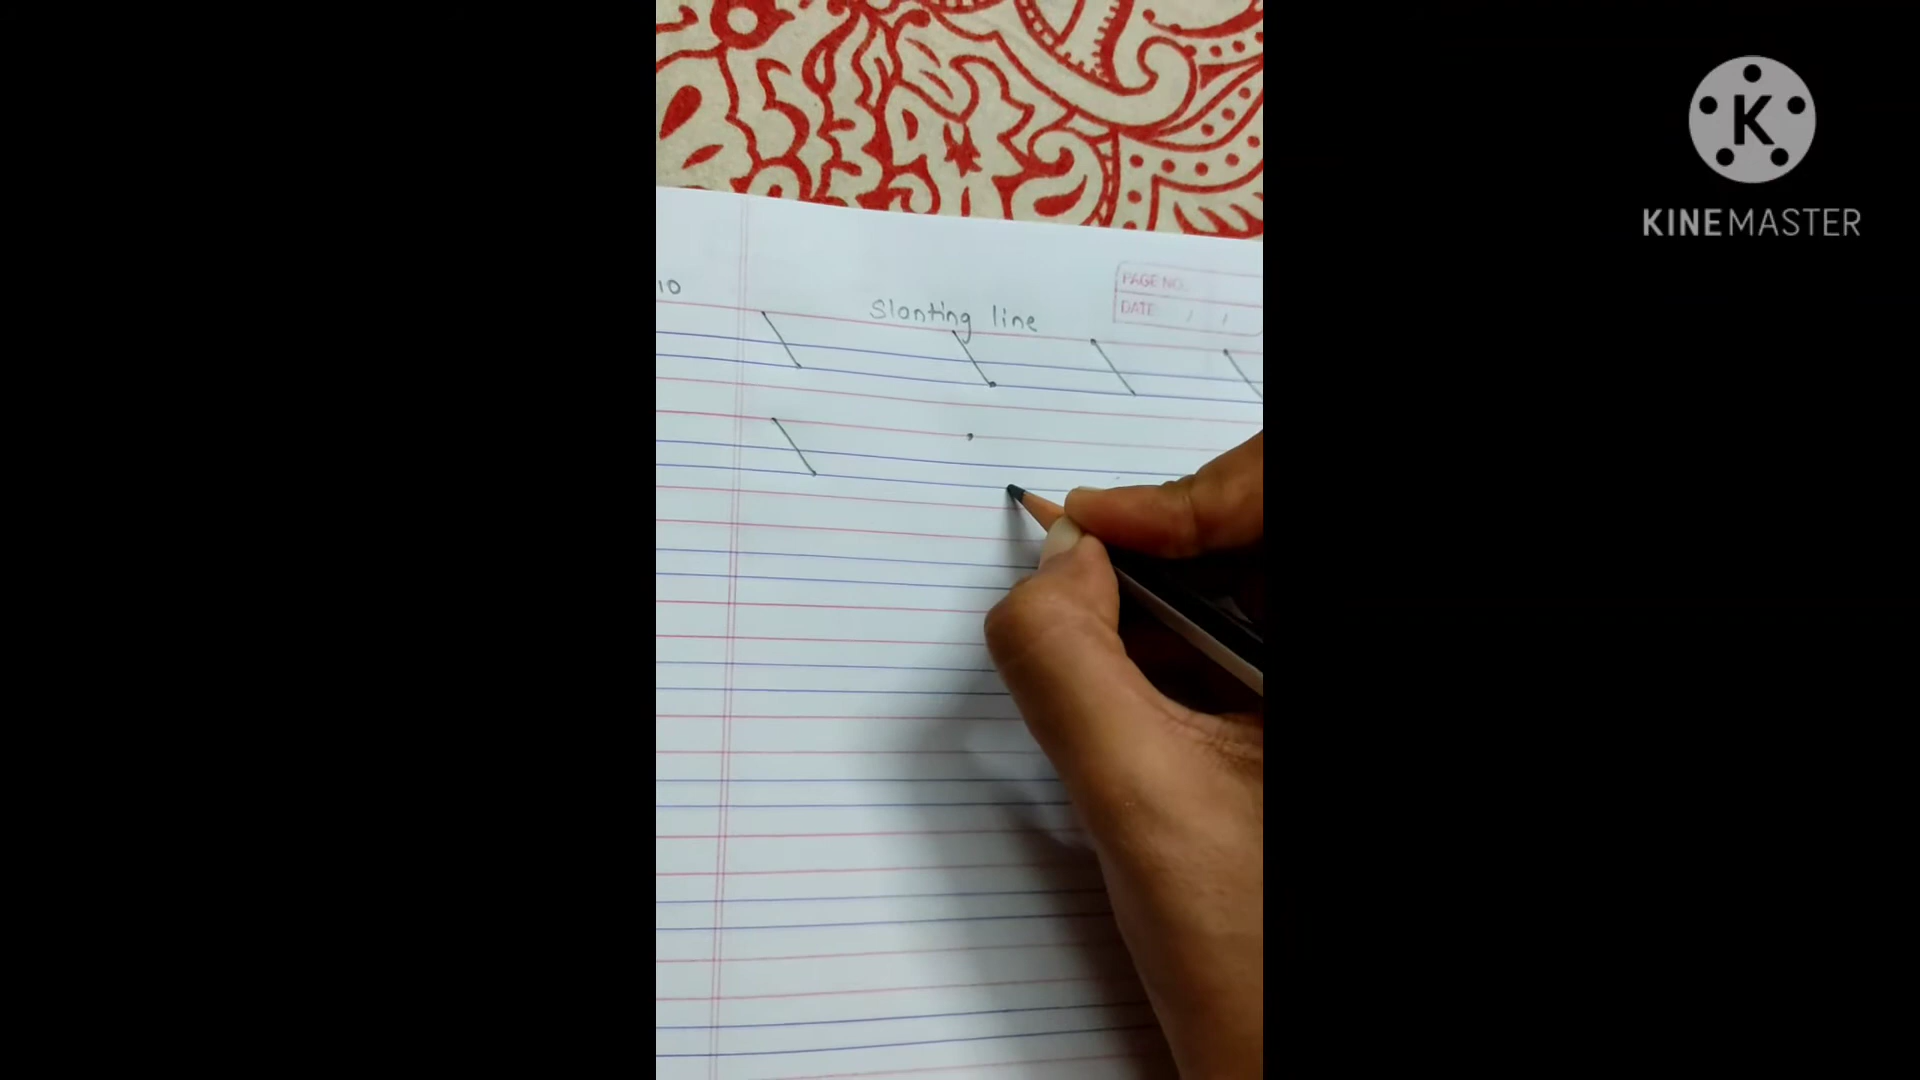 K
KINEMASTER
10
Slanting line
PAGE NO.
DATE / /